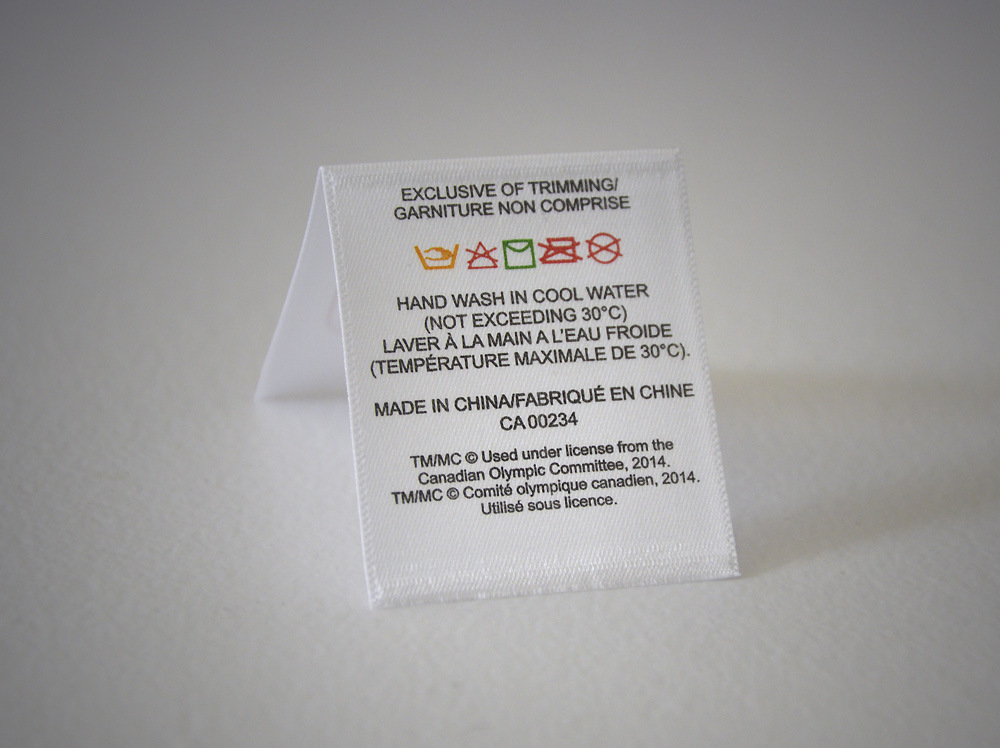 EXCLUSIVE OF TRIMMING/
GARNITURE NON COMPRISE
HAND WASH IN COOL WATER
(NOT EXCEEDING 30°C)
LAVER À LA MAIN A L'EAU FROIDE
(TEMPÉRATURE MAXIMALE DE 30°C).
MADE IN CHINA/FABRIQUÉ EN CHINE
CA 00234
TM/MC © Used under license from the
Canadian Olympic Committee, 2014.
TM/MC © Comité olympique canadien, 2014.
Utilisé sous licence.